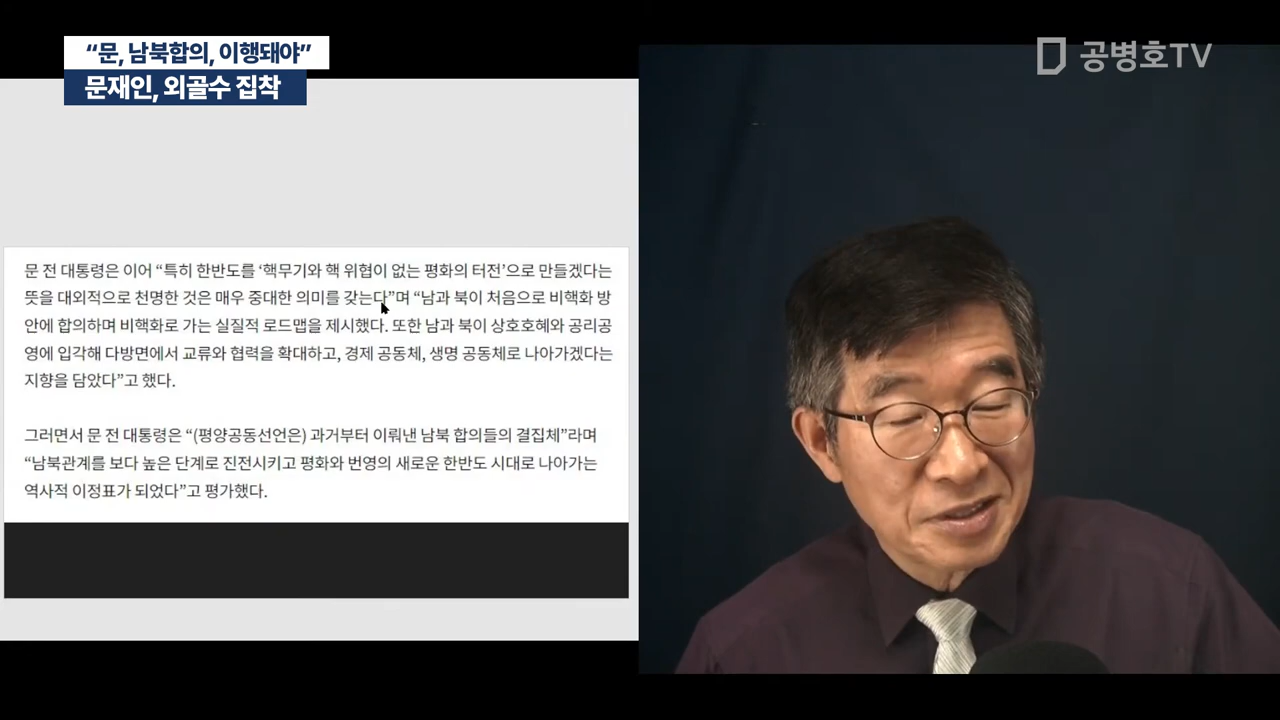 “문, 남북합의, 이행돼야”
문재인, 외골수 집착
공병호TV
문 전 대통령은 이어 “특히 한반도를 ‘핵무기와 핵 위협이 없는 평화의 터전’으로 만들겠다는
뜻을 대외적으로 천명한 것은 매우 중대한 의미를 갖는다”며 “남과 북이 처음으로 비핵화 방
안에 합의하며 비핵화로 가는 실질적 로드맵을 제시했다. 또한 남과 북이 상호호혜와 공리공
영에 입각해 다방면에서 교류와 협력을 확대하고, 경제 공동체, 생명 공동체로 나아가겠다는
지향을 담았다”고 했다.
그러면서 문 전 대통령은 “(평양공동선언은) 과거부터 이뤄낸 남북 합의들의 결집체”라며
“남북관계를 보다 높은 단계로 진전시키고 평화와 번영의 새로운 한반도 시대로 나아가는
역사적 이정표가 되었다”고 평가했다.